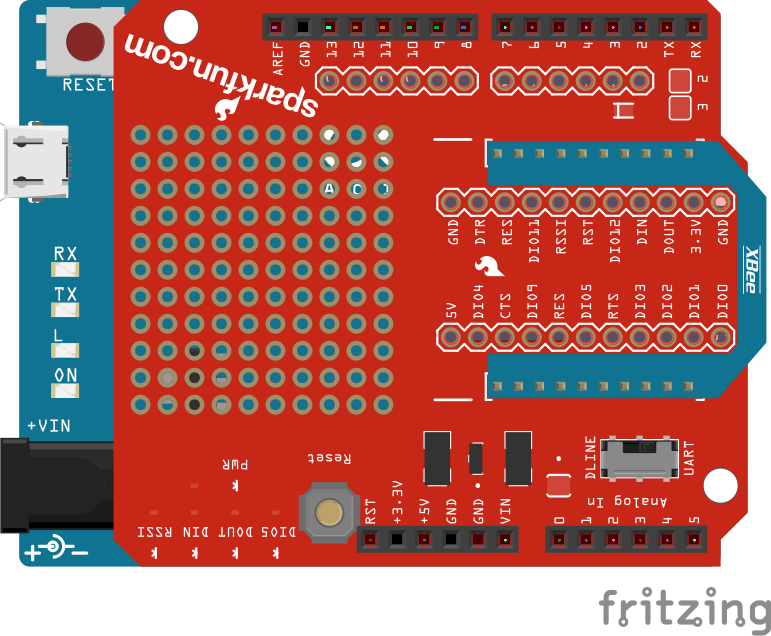 RESET
AREF GND 13 12 11 10 9 8
7 6 5 4 3 2 TX RX
sparkfun.com
2
3
GND DTR RES DIO11 RSSI RST DIO12 DIN DOUT 3.3V GND
XBee
5V DIO4 CTS DIO9 RES DIO5 RTS DIO3 DIO2 DIO1 DIO0
RX
TX
L
ON
+VIN
PWR
Reset
DLINE
UART
RSSI DIN DOUT DIO5
RST +3.3V +5V GND GND VIN
Analog In
0 1 2 3 4 5
fritzing